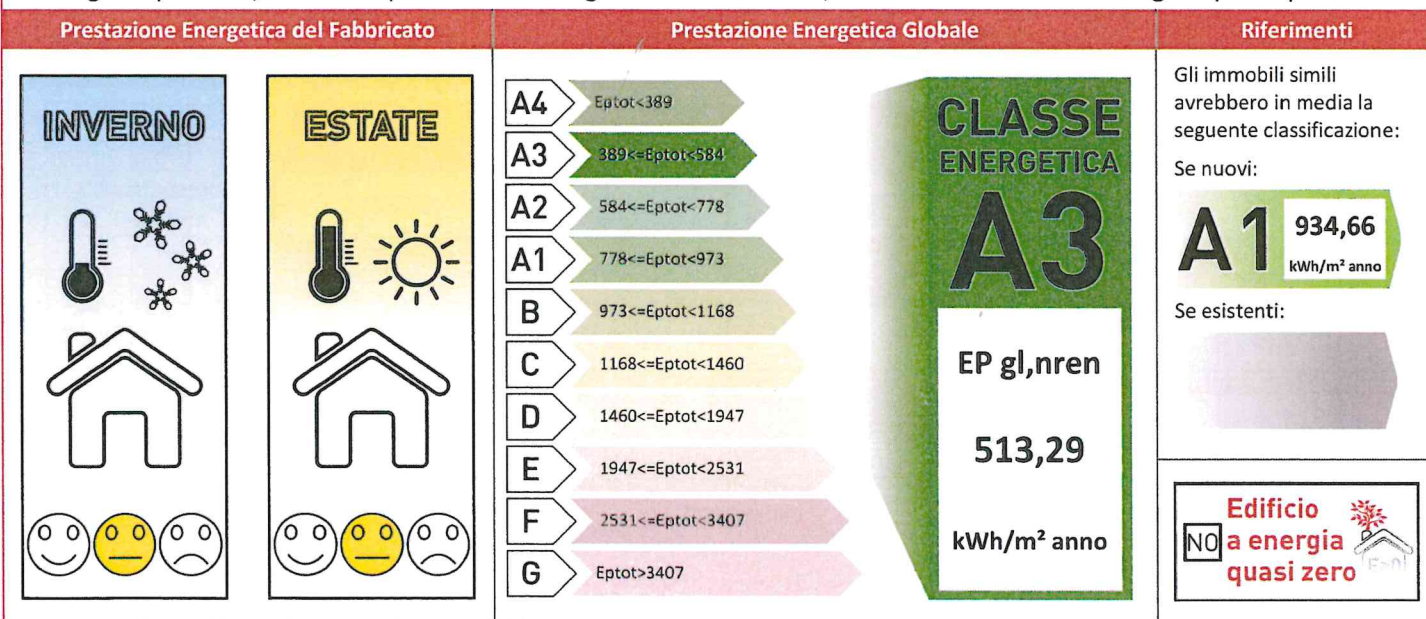 Prestazione Energetica del Fabbricato
Prestazione Energetica Globale
Riferimenti
INVERNO
ESTATE
A4 Eptot<389
A3 389<=Eptot<584
A2 584<=Eptot<778
A1 778<=Eptot<973
B 973<=Eptot<1168
C 1168<=Eptot<1460
D 1460<=Eptot<1947
E 1947<=Eptot<2531
F 2531<=Eptot<3407
G Eptot>3407
CLASSE
ENERGETICA
A3
EP gl,nren
513,29
kWh/m² anno
Gli immobili simili
avrebbero in media la
seguente classificazione:
Se nuovi:
A1 934,66
kWh/m² anno
Se esistenti:
Edificio
NO a energia
quasi zero